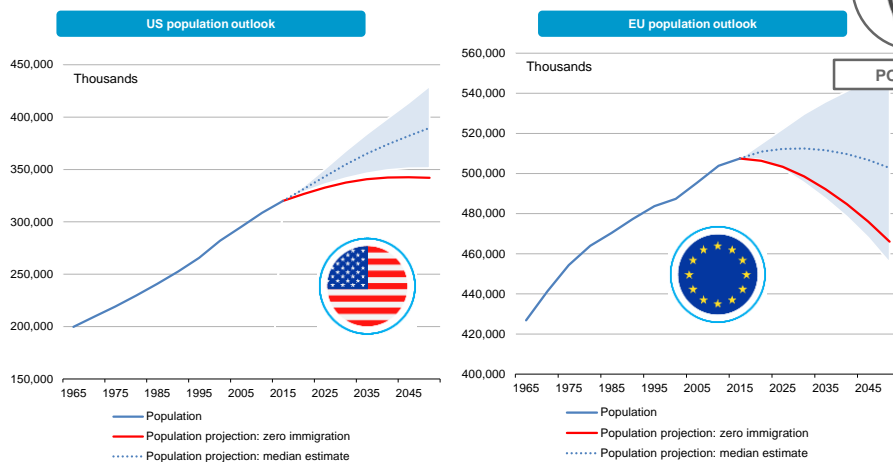 US population outlook
450,000
Thousands
400,000
350,000
300,000
250,000
200,000
150,000
1965 1975 1985 1995 2005 2015 2025 2035 2045
Population
Population projection: zero immigration
Population projection: median estimate
EU population outlook
560,000
Thousands
540,000
520,000
500,000
480,000
460,000
440,000
420,000
400,000
1965 1975 1985 1995 2005 2015 2025 2035 2045
Population
Population projection: zero immigration
Population projection: median estimate